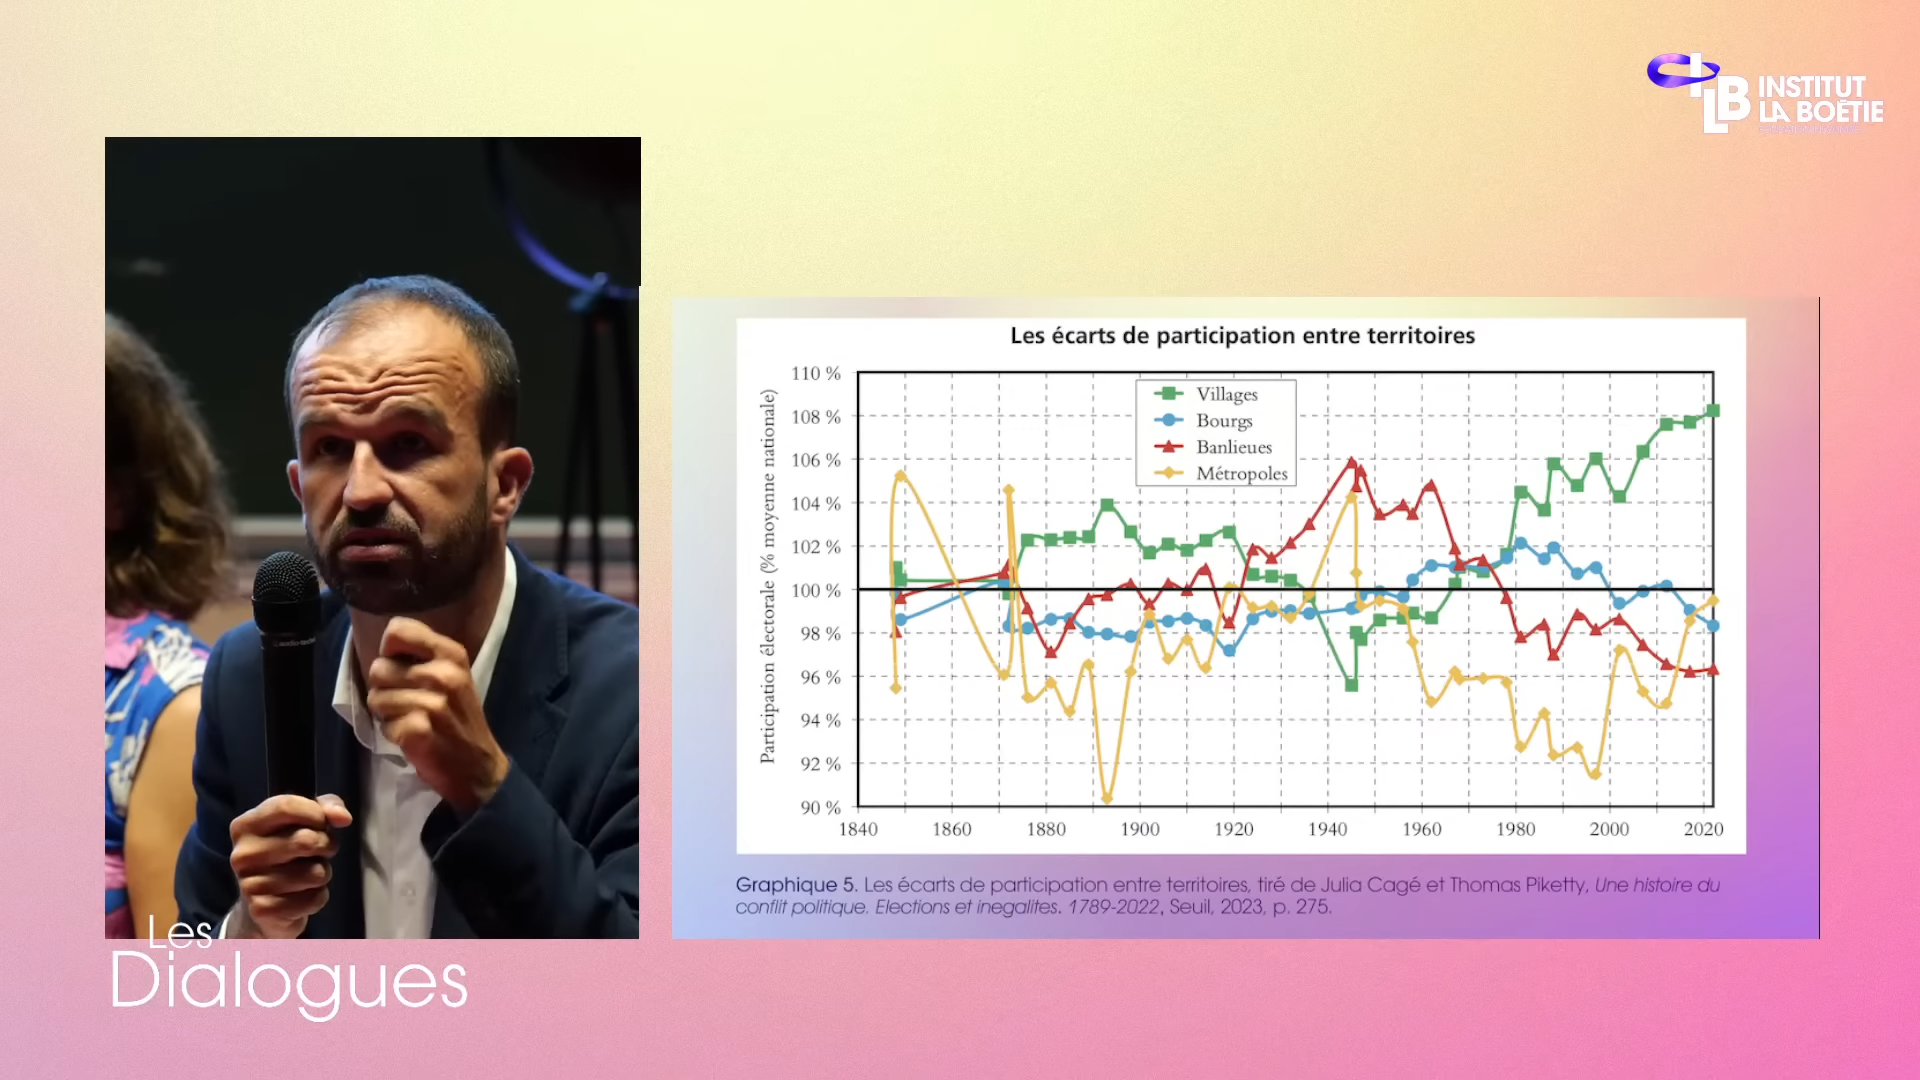 INSTITUT
LA BOÉTIE
Les écarts de participation entre territoires
Participation électorale (% moyenne nationale)
110 %
108 %
106 %
104 %
102 %
100 %
98 %
96 %
94 %
92 %
90 %
Villages
Bourgs
Banlieues
Métropoles
1840 1860 1880 1900 1920 1940 1960 1980 2000 2020
Graphique 5. Les écarts de participation entre territoires, tiré de Julia Cagé et Thomas Piketty, Une histoire du
conflit politique. Elections et inegalites. 1789-2022, Seuil, 2023, p. 275.
Les
Dialogues